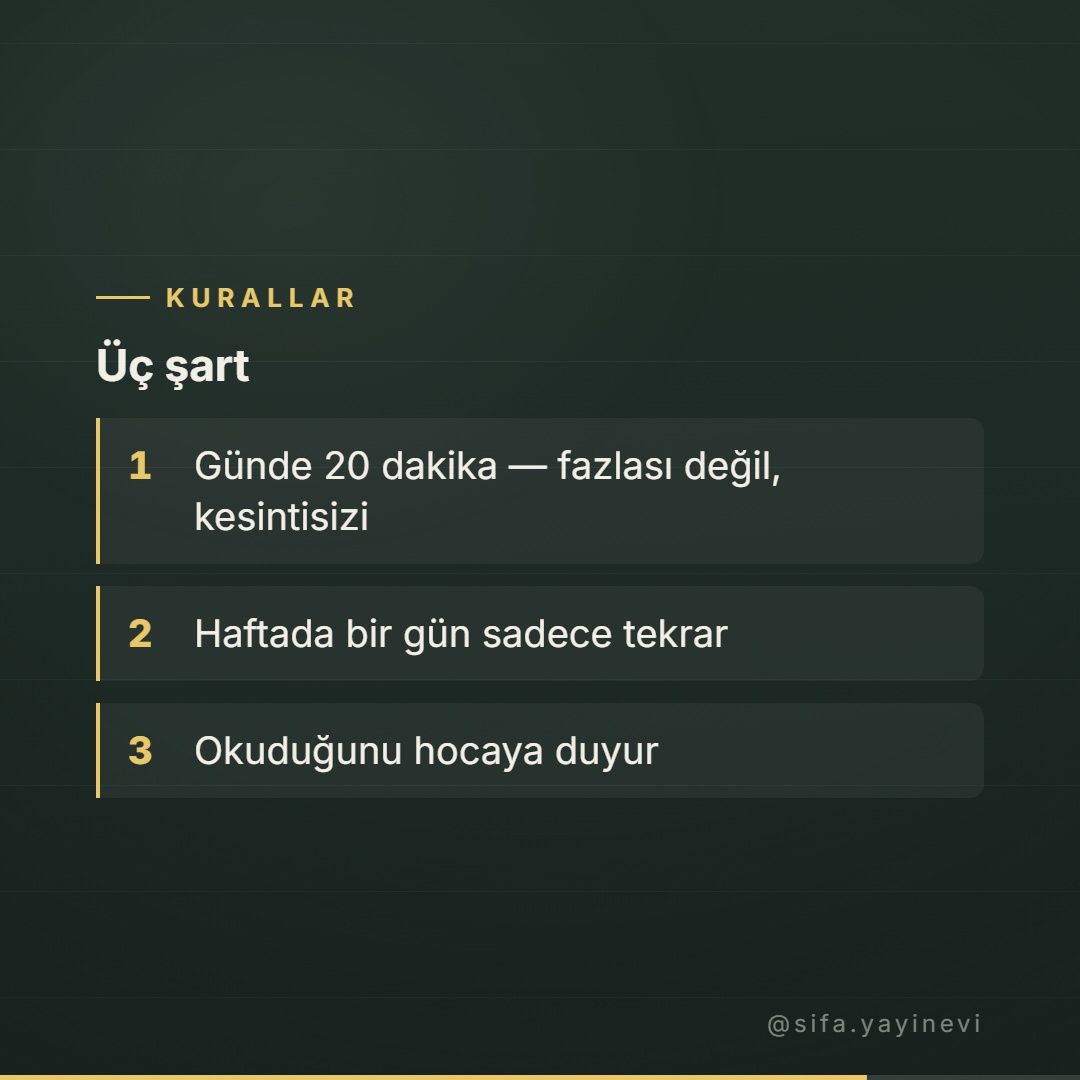 KURALLAR
Üç şart
1 Günde 20 dakika — fazlası değil,
kesintisizi
2 Haftada bir gün sadece tekrar
3 Okuduğunu hocaya duyur
@sifa.yayinevi